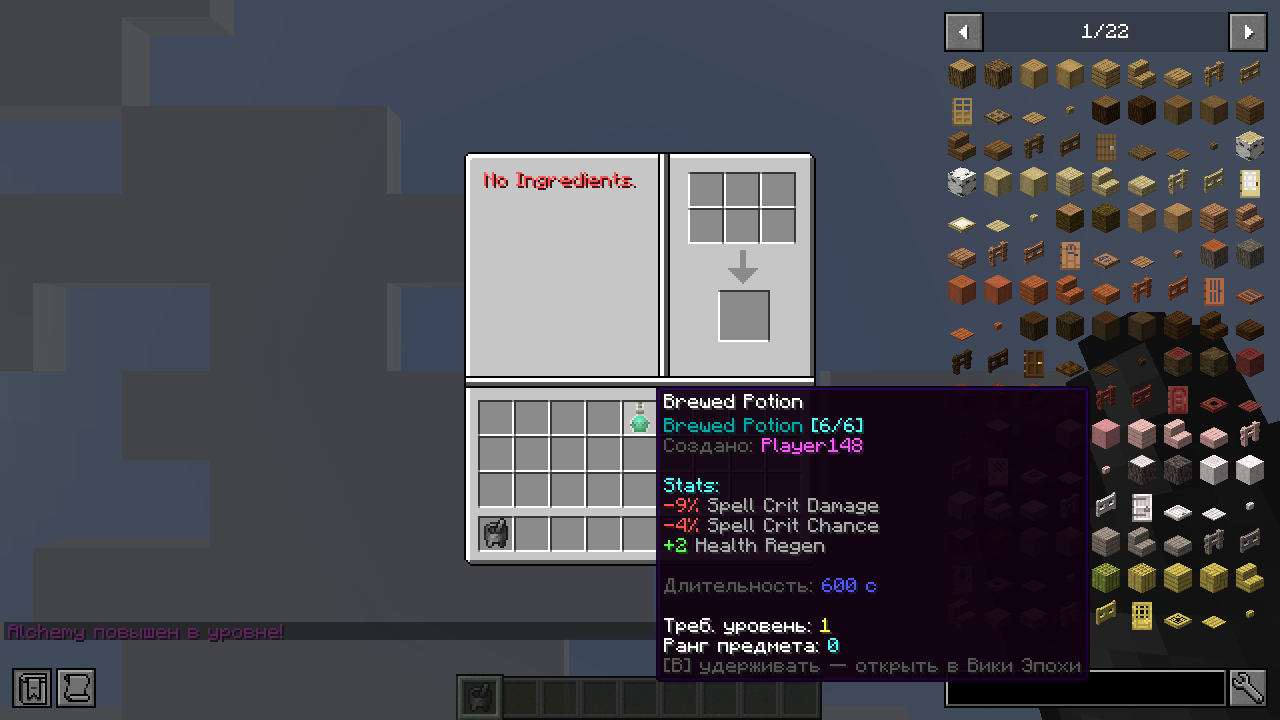 1/22
No Ingredients.
Brewed Potion
Brewed Potion [6/6]
Создано: Player148
Stats:
-9% Spell Crit Damage
-4% Spell Crit Chance
+2 Health Regen
Длительность: 600 с
Треб. уровень: 1
Ранг предмета: 0
[B] удерживать — открыть в Вики Эпохи
Alchemy повышен в уровне!